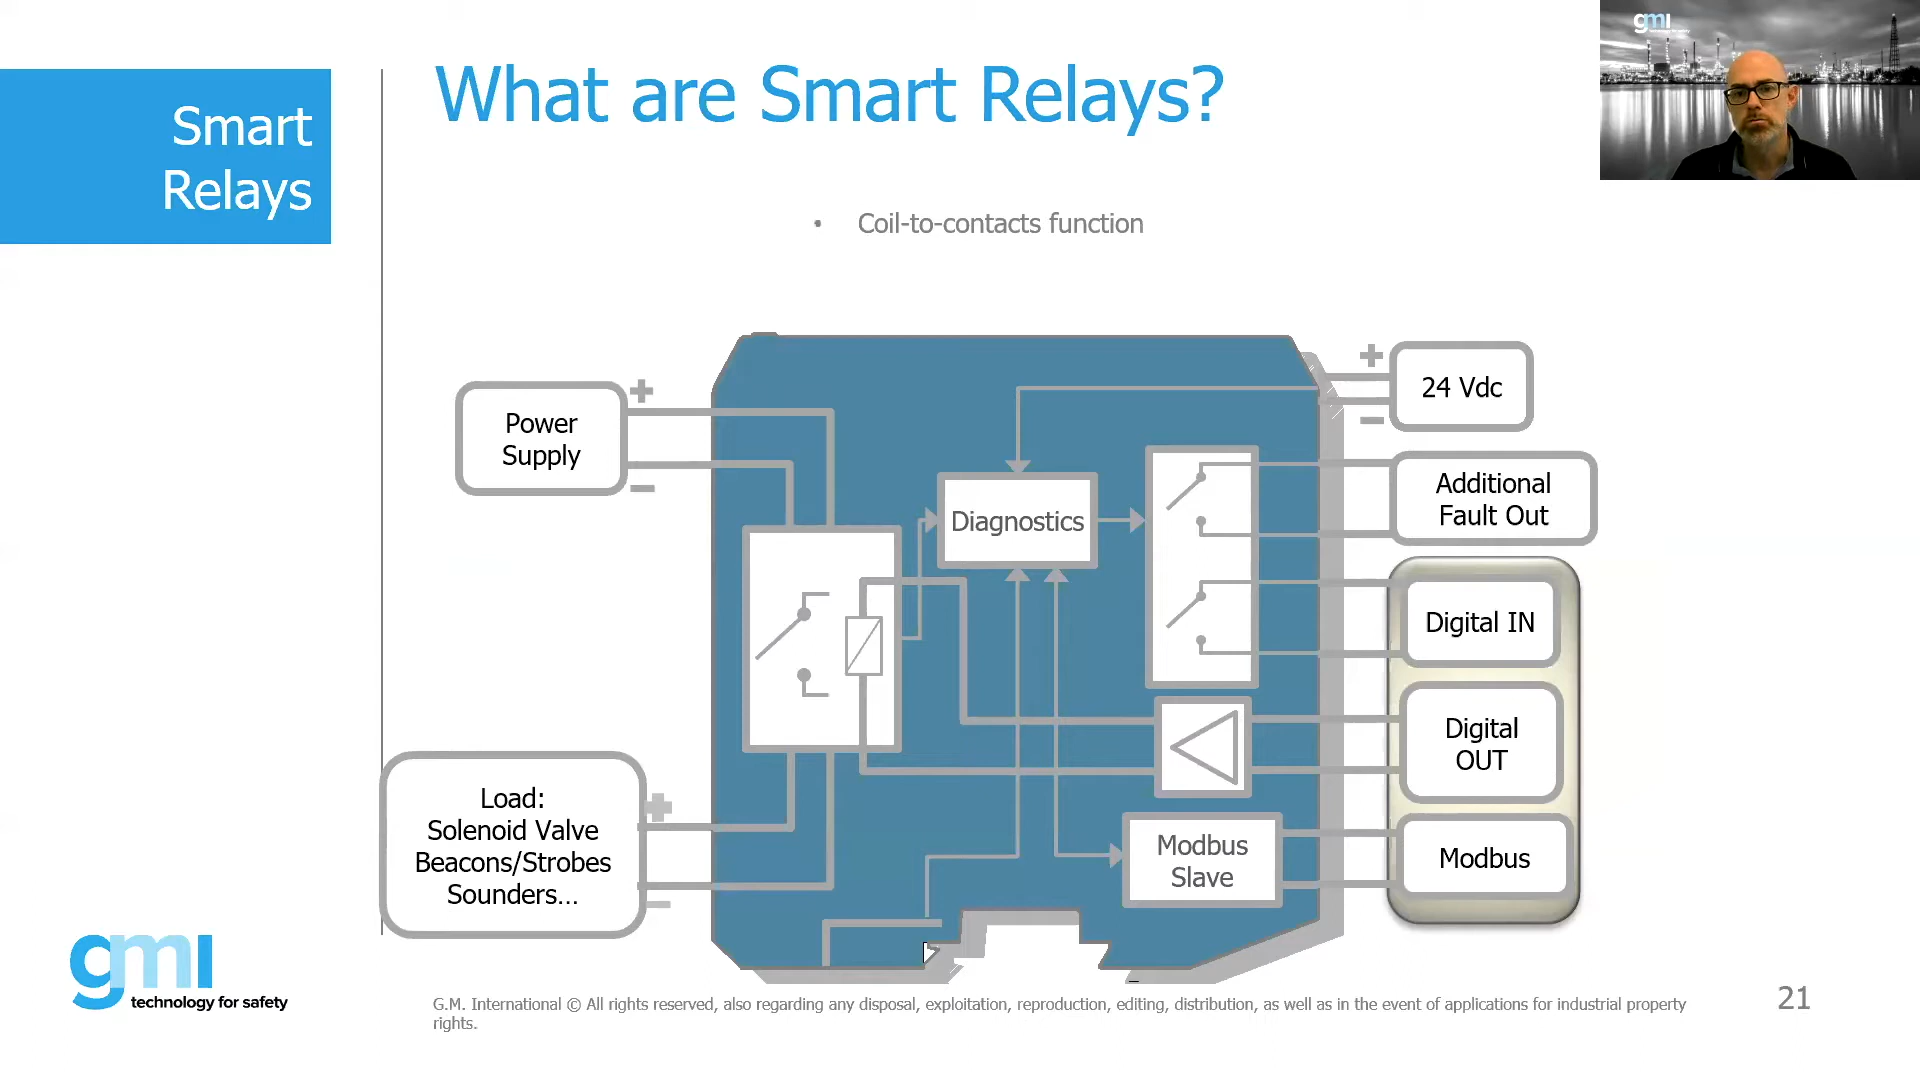 Smart
Relays
What are Smart Relays?
gmi
• Coil-to-contacts function
Power
Supply
+
−
+
−
24 Vdc
Additional
Fault Out
Diagnostics
Digital IN
Digital
OUT
Modbus
Slave
Modbus
Load:
Solenoid Valve
Beacons/Strobes
Sounders...
+
−
gmi
technology for safety
G.M. International © All rights reserved, also regarding any disposal, exploitation, reproduction, editing, distribution, as well as in the event of applications for industrial property
rights.
21